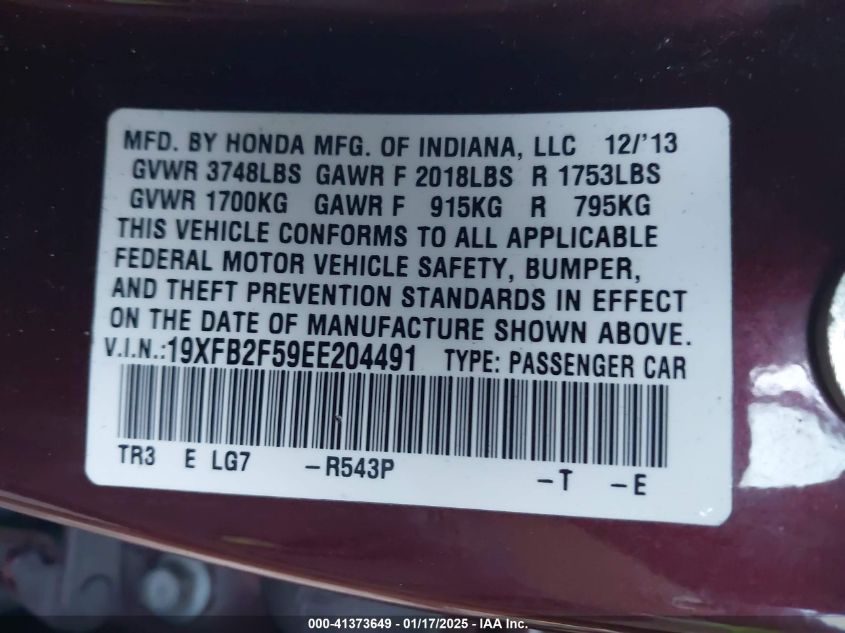 MFD. BY HONDA MFG. OF INDIANA, LLC 12/'13
GVWR 3748LBS GAWR F 2018LBS R 1753LBS
GVWR 1700KG GAWR F 915KG R 795KG
THIS VEHICLE CONFORMS TO ALL APPLICABLE
FEDERAL MOTOR VEHICLE SAFETY, BUMPER,
AND THEFT PREVENTION STANDARDS IN EFFECT
ON THE DATE OF MANUFACTURE SHOWN ABOVE.
V.I.N.:19XFB2F59EE204491 TYPE: PASSENGER CAR
TR3 E LG7 -R543P -T -E
000-41373649 - 01/17/2025 - IAA